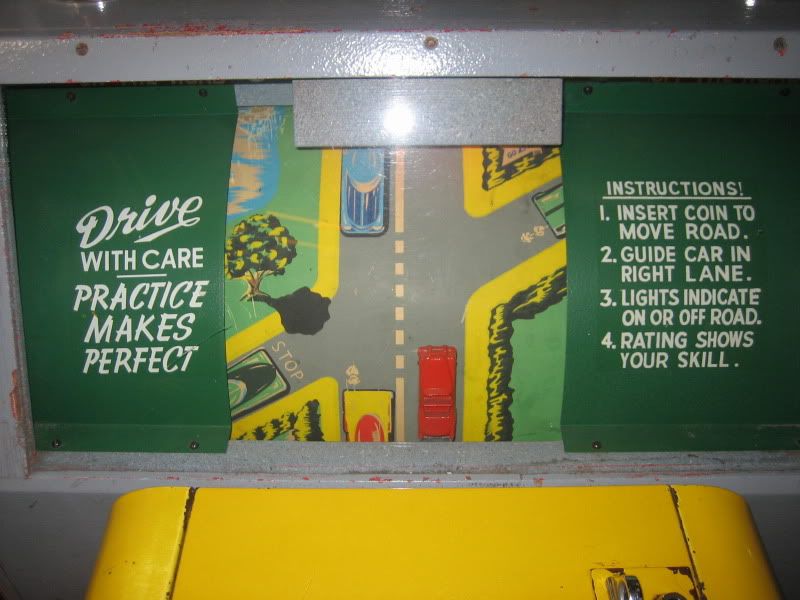 Drive
WITH CARE
PRACTICE
MAKES
PERFECT
STOP
INSTRUCTIONS!
1. INSERT COIN TO
MOVE ROAD.
2. GUIDE CAR IN
RIGHT LANE.
3. LIGHTS INDICATE
ON OR OFF ROAD.
4. RATING SHOWS
YOUR SKILL.